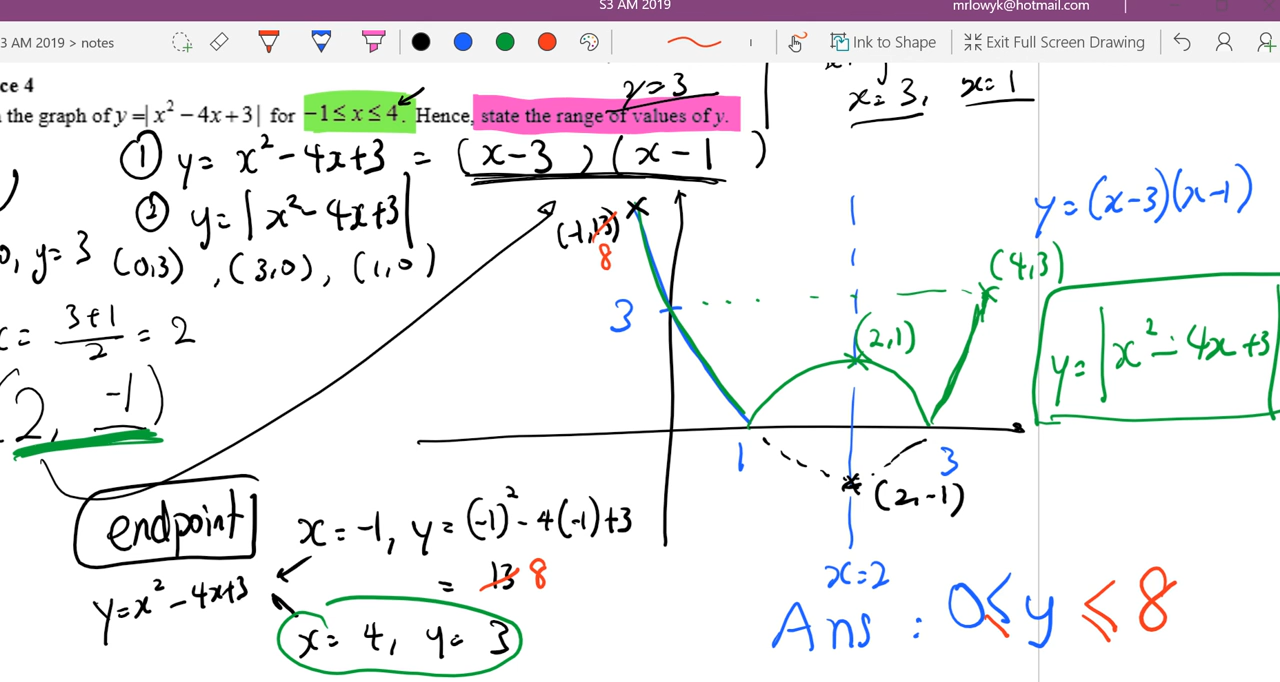 S3 AM 2019
mrlowyk@hotmail.com
3 AM 2019 > notes
Ink to Shape
Exit Full Screen Drawing
ce 4
y = 3
x = 3, x = 1
the graph of y =| x² − 4x + 3 | for −1 ≤ x ≤ 4. Hence, state the range of values of y.
① y = x² − 4x + 3 = (x − 3)(x − 1)
② y = |x² − 4x + 3|
0, y = 3 (0,3), (3,0), (1,0)
x = 3+1/2 = 2
(2, −1)
(-1, 13)
8
3
(2,1)
(4,3)
y = (x−3)(x−1)
y = |x² − 4x + 3|
1
3
(2, −1)
x = 2
endpoint
y = x² − 4x + 3
x = −1, y = (−1)² − 4(−1) + 3
= 13 8
x = 4, y = 3
Ans : 0 ≤ y ≤ 8